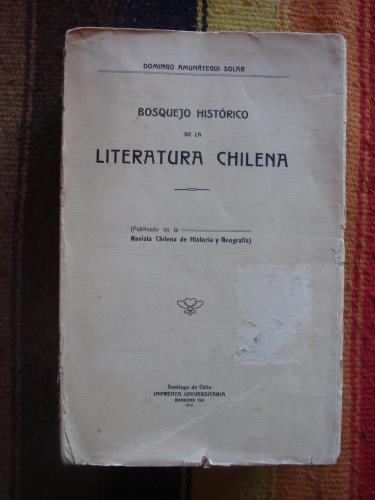 DOMINGO AMUNÁTEGUI SOLAR
BOSQUEJO HISTÓRICO
DE LA
LITERATURA CHILENA
(Publicado en la
Revista Chilena de Historia y Geografía)
Santiago de Chile
IMPRENTA UNIVERSITARIA